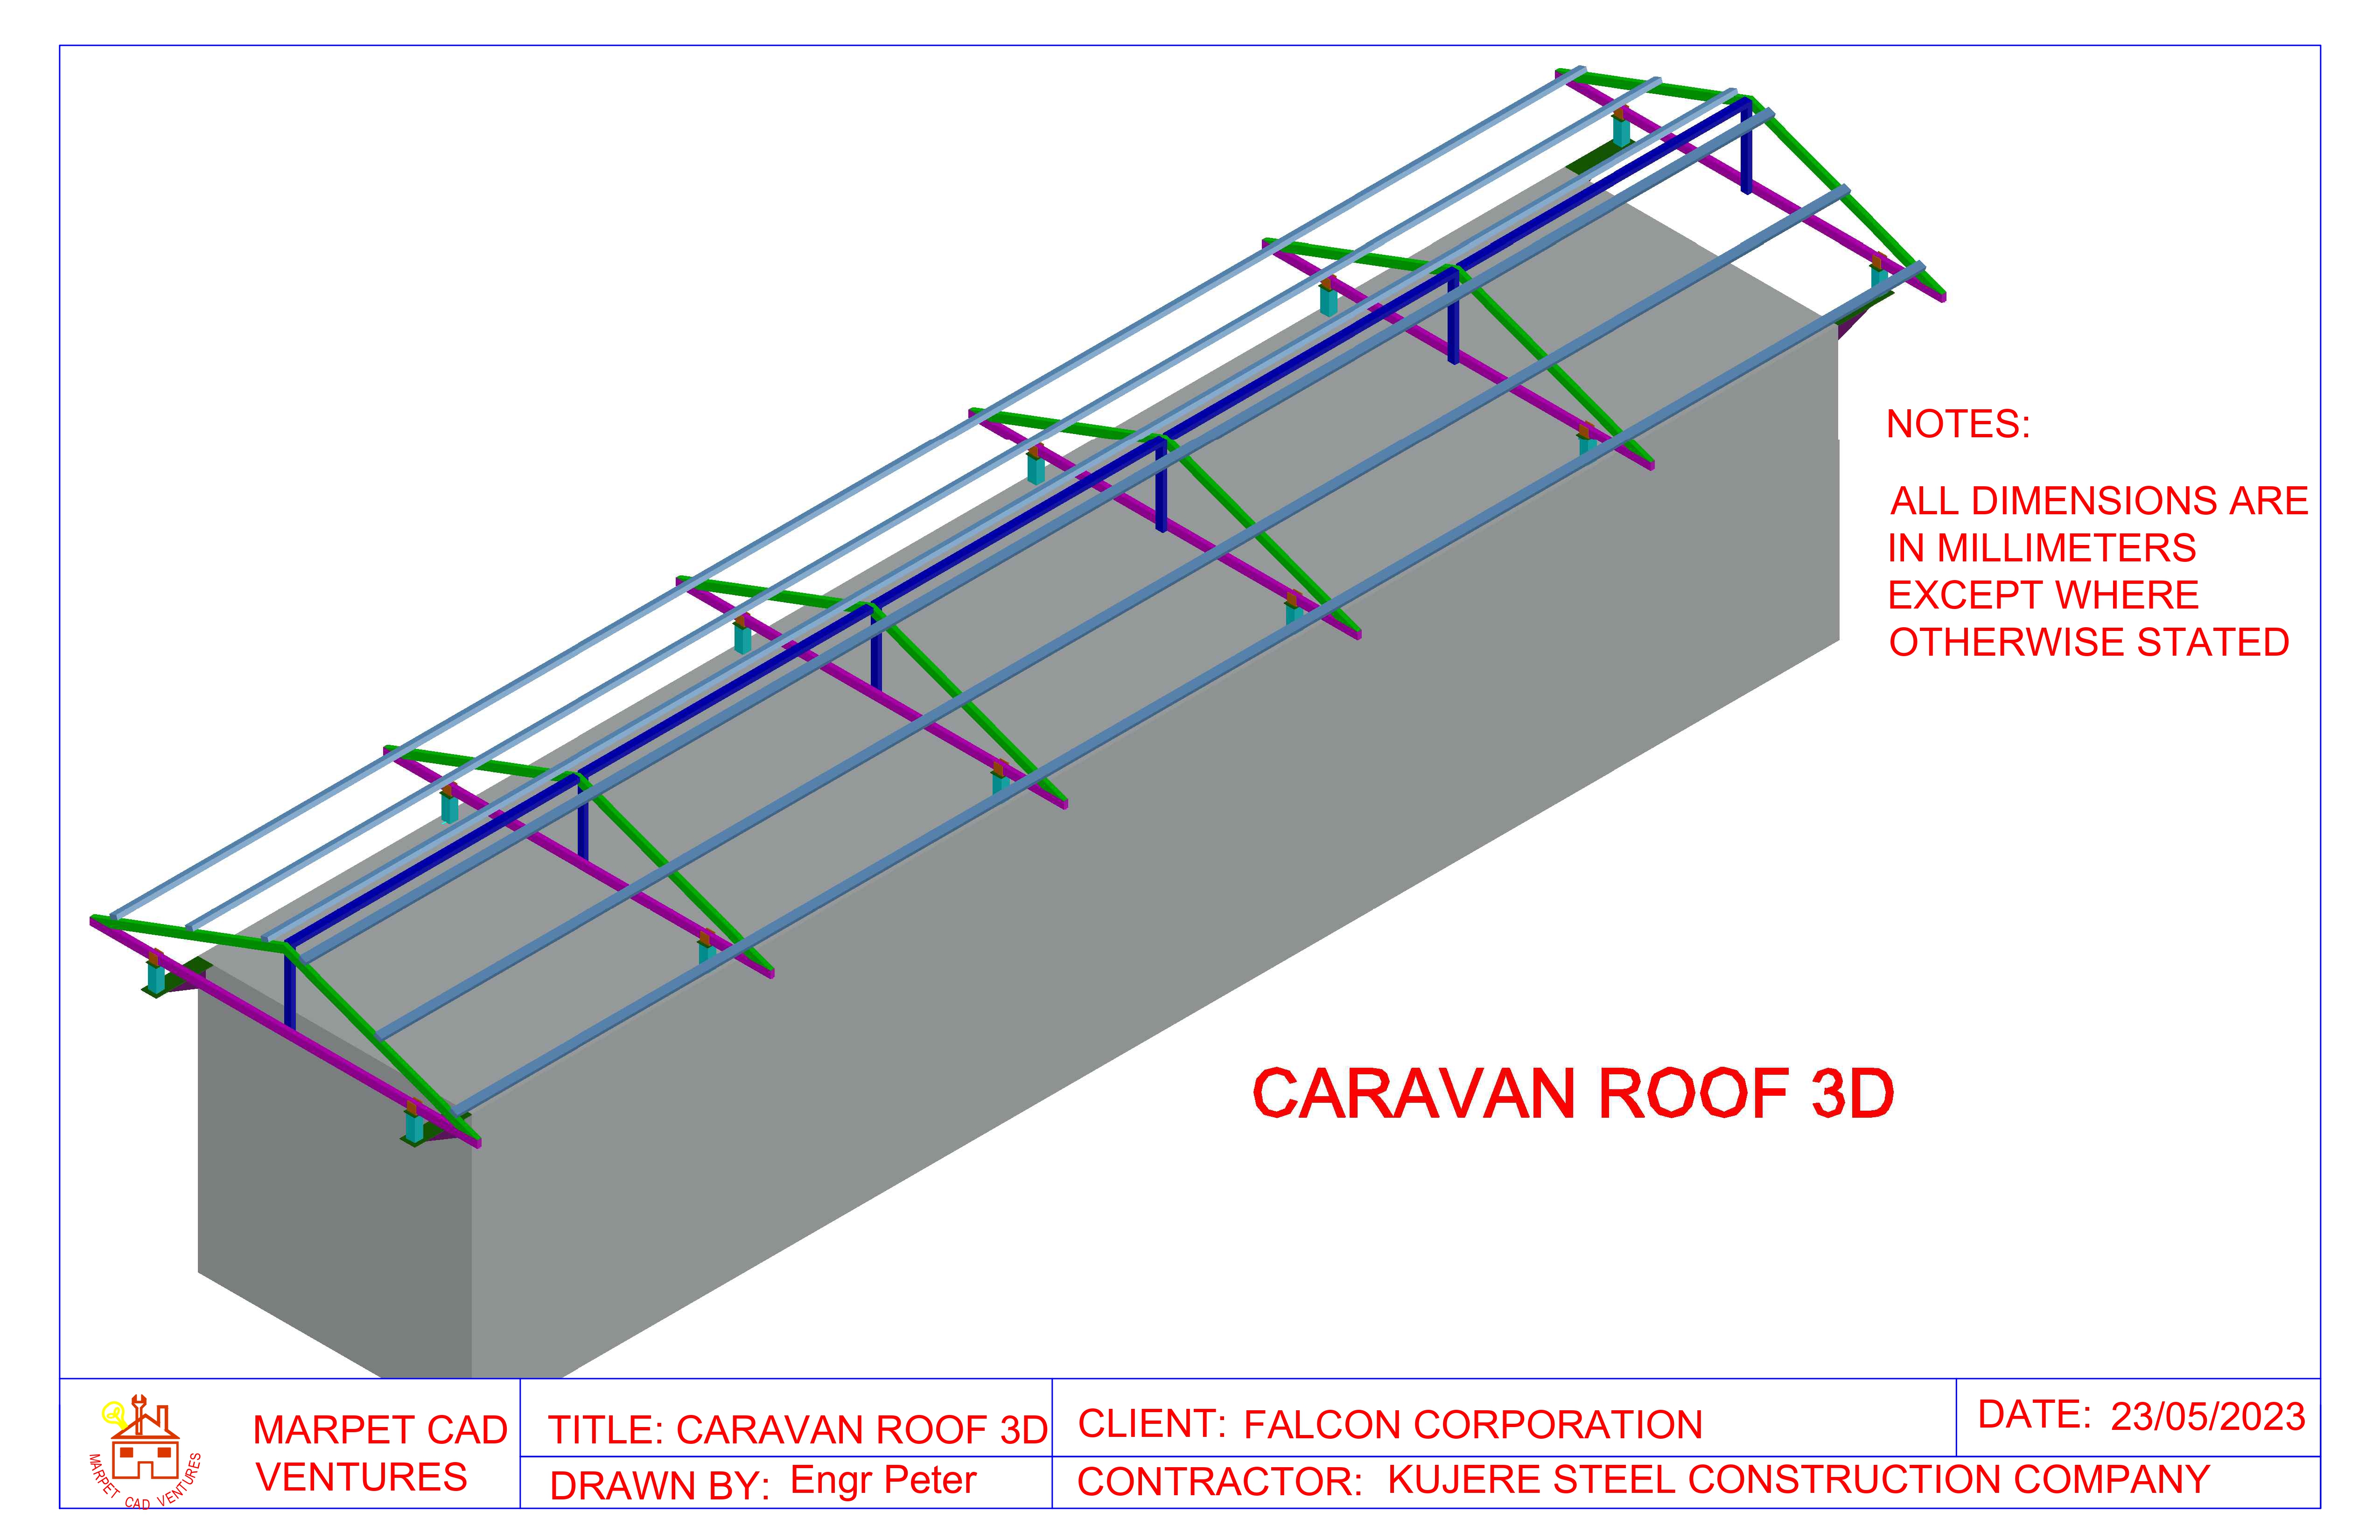 NOTES:
ALL DIMENSIONS ARE
IN MILLIMETERS
EXCEPT WHERE
OTHERWISE STATED
CARAVAN ROOF 3D
MARPET CAD VENTURES
MARPET CAD
VENTURES
TITLE: CARAVAN ROOF 3D
DRAWN BY: Engr Peter
CLIENT: FALCON CORPORATION
CONTRACTOR: KUJERE STEEL CONSTRUCTION COMPANY
DATE: 23/05/2023